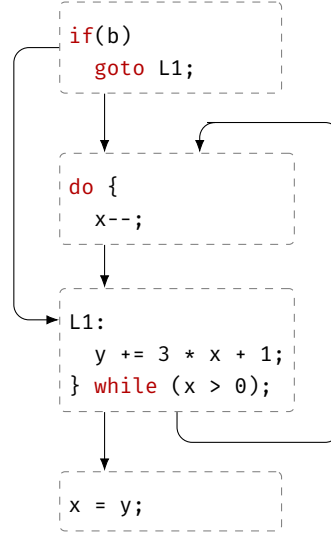 if(b)
  goto L1;
do {
  x--;
L1:
  y += 3 * x + 1;
} while (x > 0);
x = y;